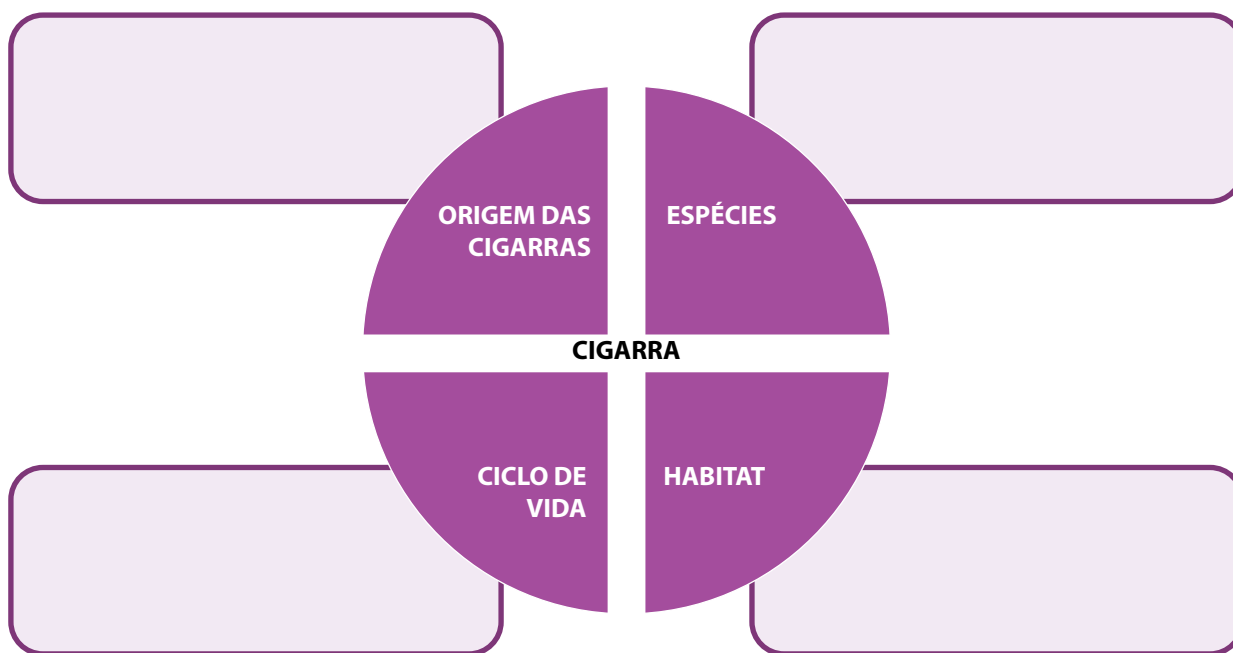 ORIGEM DAS
CIGARRAS
ESPÉCIES
CIGARRA
CICLO DE
VIDA
HABITAT